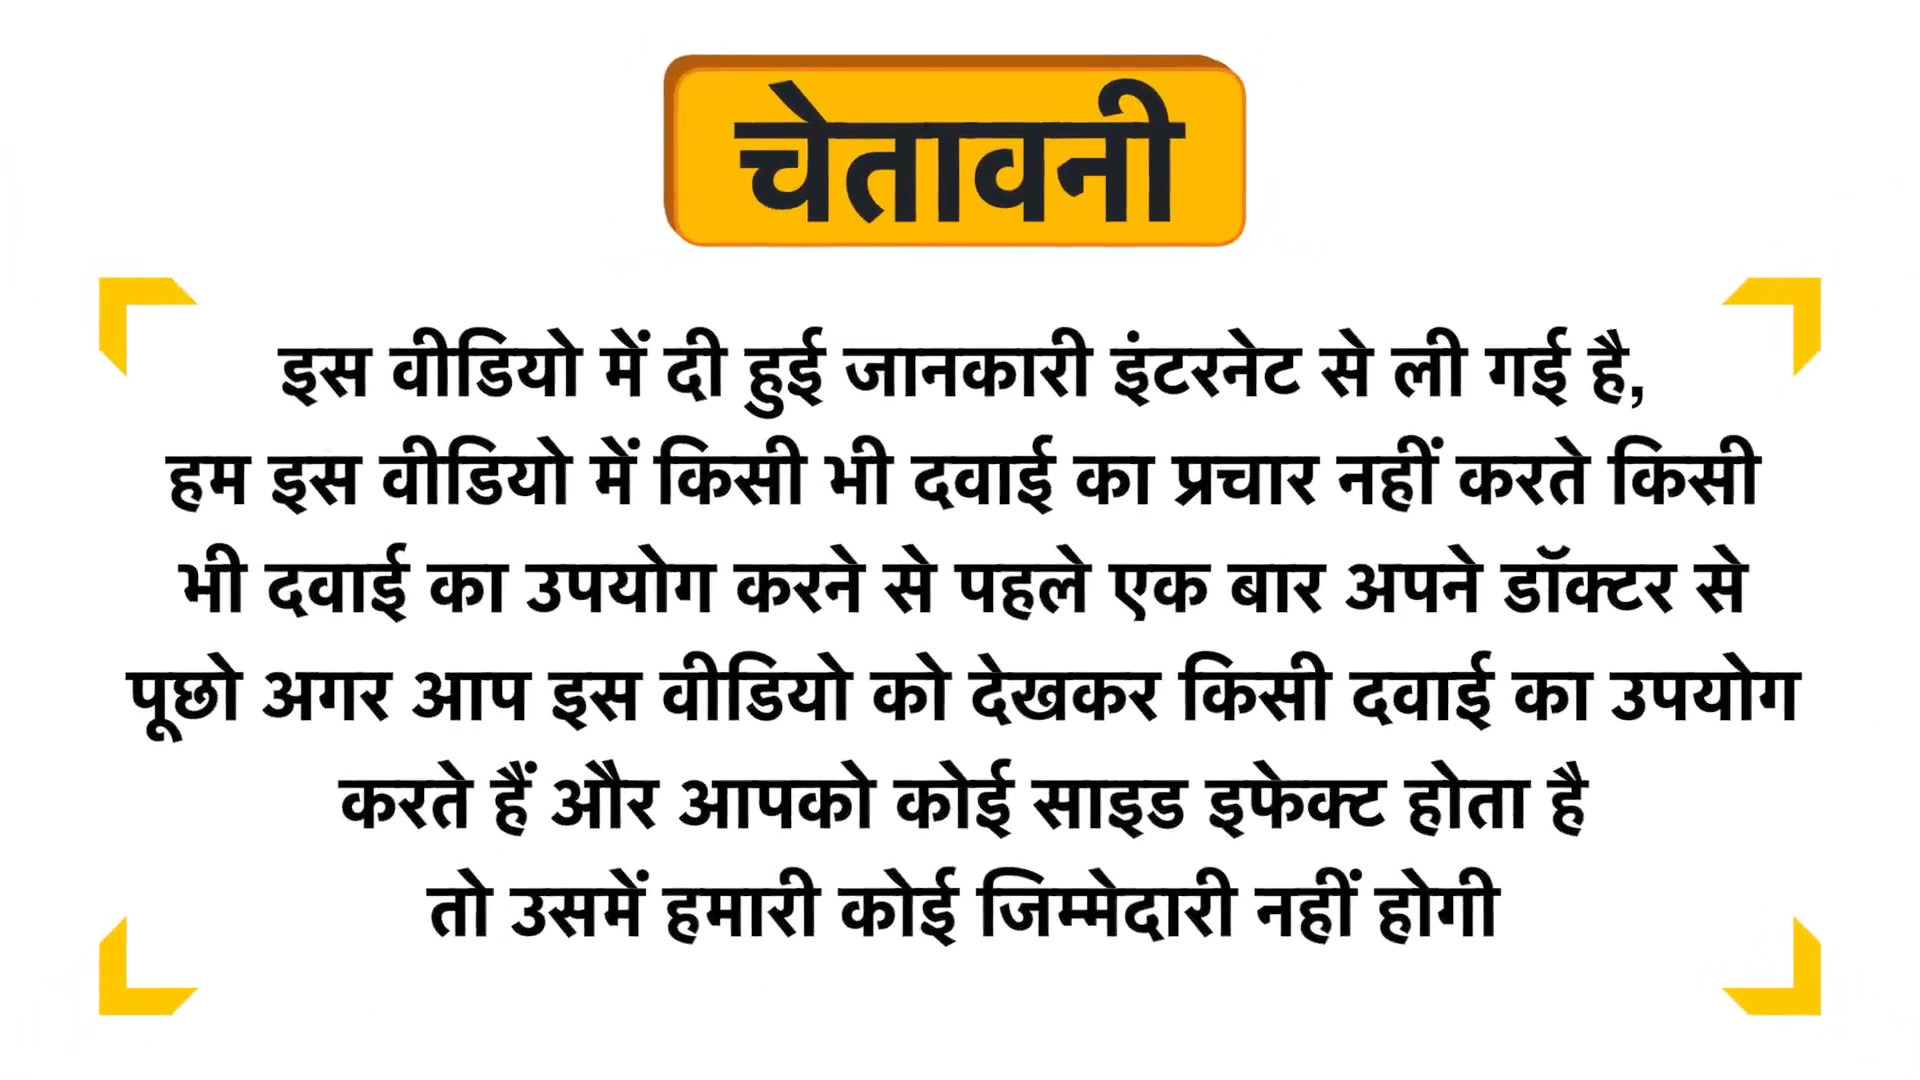 चेतावनी
इस वीडियो में दी हुई जानकारी इंटरनेट से ली गई है,
हम इस वीडियो में किसी भी दवाई का प्रचार नहीं करते किसी
भी दवाई का उपयोग करने से पहले एक बार अपने डॉक्टर से
पूछो अगर आप इस वीडियो को देखकर किसी दवाई का उपयोग
करते हैं और आपको कोई साइड इफेक्ट होता है
तो उसमें हमारी कोई जिम्मेदारी नहीं होगी